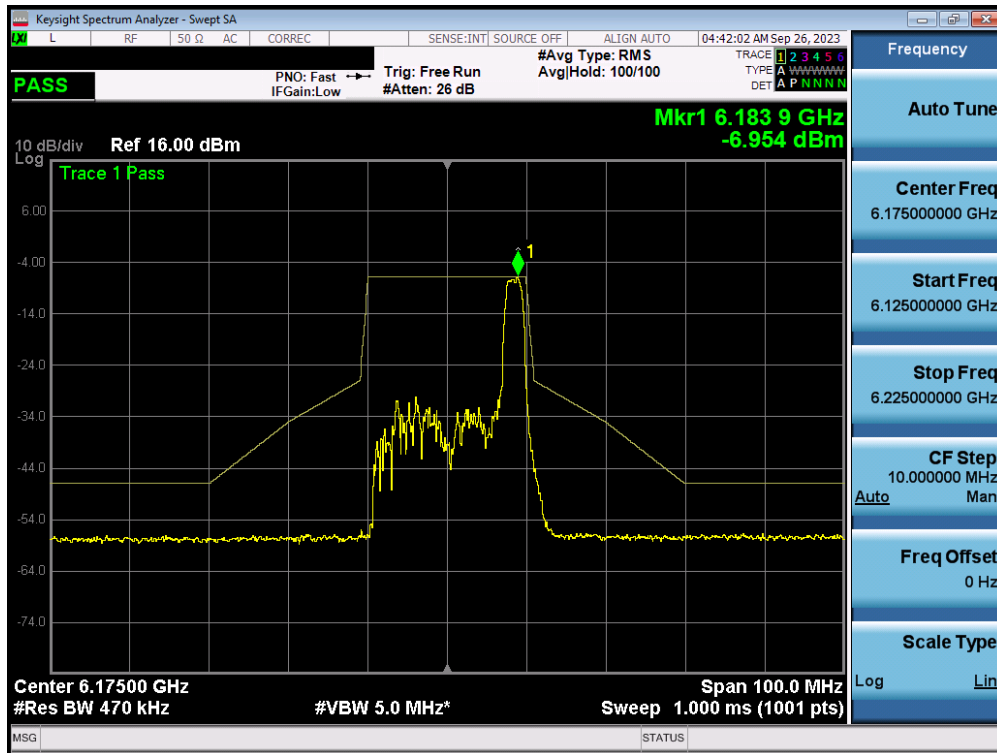 Keysight Spectrum Analyzer - Swept SA
LXI L RF 50 Ω AC CORREC SENSE:INT SOURCE OFF ALIGN AUTO 04:42:02 AM Sep 26, 2023
PASS
PNO: Fast
IFGain:Low
Trig: Free Run
#Atten: 26 dB
#Avg Type: RMS
Avg|Hold: 100/100
TRACE 1 2 3 4 5 6
TYPE A WWWWW
DET A P N N N N
Mkr1 6.183 9 GHz
-6.954 dBm
10 dB/div Ref 16.00 dBm
Log
Trace 1 Pass
6.00
-4.00
-14.0
-24.0
-34.0
-44.0
-54.0
-64.0
-74.0
1
Center 6.17500 GHz
Span 100.0 MHz
#Res BW 470 kHz
#VBW 5.0 MHz*
Sweep 1.000 ms (1001 pts)
MSG
STATUS
Frequency
Auto Tune
Center Freq
6.175000000 GHz
Start Freq
6.125000000 GHz
Stop Freq
6.225000000 GHz
CF Step
10.000000 MHz
Auto Man
Freq Offset
0 Hz
Scale Type
Log Lin